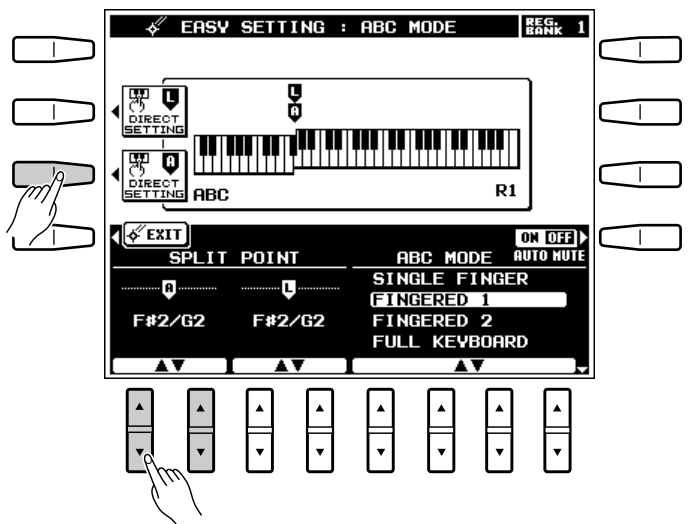 EASY SETTING : ABC MODE
REG. BANK 1
L
L
A
DIRECT
SETTING
A
DIRECT
SETTING
ABC
R1
EXIT
ON OFF
AUTO MUTE
SPLIT POINT
ABC MODE
A
L
F#2/G2
F#2/G2
SINGLE FINGER
FINGERED 1
FINGERED 2
FULL KEYBOARD